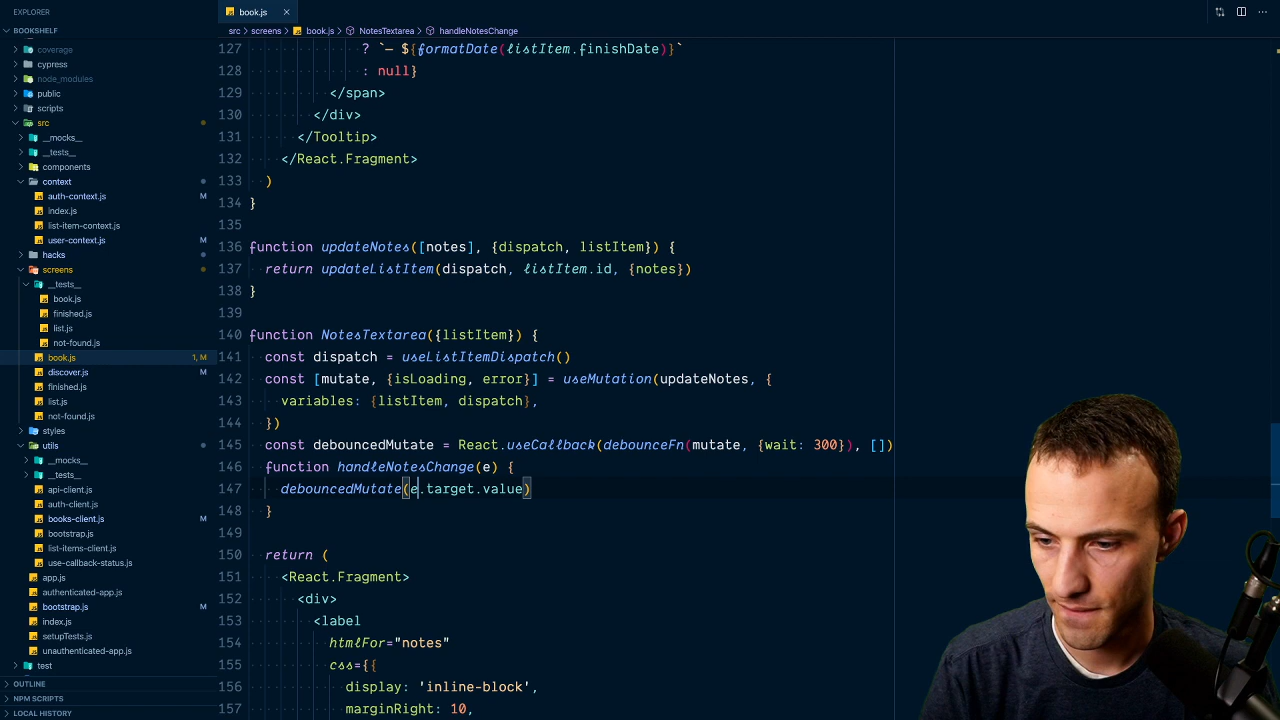 EXPLORER
book.js
BOOKSHELF
src > screens > book.js > NotesTextarea > handleNotesChange
coverage
cypress
node_modules
public
scripts
src
__mocks__
__tests__
components
context
auth-context.js M
index.js
list-item-context.js
user-context.js M
hacks
screens
__tests__
book.js
finished.js
list.js
not-found.js
book.js 1, M
discover.js M
finished.js
list.js
not-found.js
styles
utils
__mocks__
__tests__
api-client.js
auth-client.js
books-client.js M
bootstrap.js
list-items-client.js
use-callback-status.js
app.js
authenticated-app.js
bootstrap.js M
index.js
setupTests.js
unauthenticated-app.js
test
OUTLINE
NPM SCRIPTS
LOCAL HISTORY
127 ? `— ${formatDate(listItem.finishDate)}`
128 : null}
129 </span>
130 </div>
131 </Tooltip>
132 </React.Fragment>
133 )
134 }
135
136 function updateNotes([notes], {dispatch, listItem}) {
137 return updateListItem(dispatch, listItem.id, {notes})
138 }
139
140 function NotesTextarea({listItem}) {
141 const dispatch = useListItemDispatch()
142 const [mutate, {isLoading, error}] = useMutation(updateNotes, {
143 variables: {listItem, dispatch},
144 })
145 const debouncedMutate = React.useCallback(debounceFn(mutate, {wait: 300}), [])
146 function handleNotesChange(e) {
147 debouncedMutate(e.target.value)
148 }
149
150 return (
151 <React.Fragment>
152 <div>
153 <label
154 htmlFor="notes"
155 css={{
156 display: 'inline-block',
157 marginRight: 10,